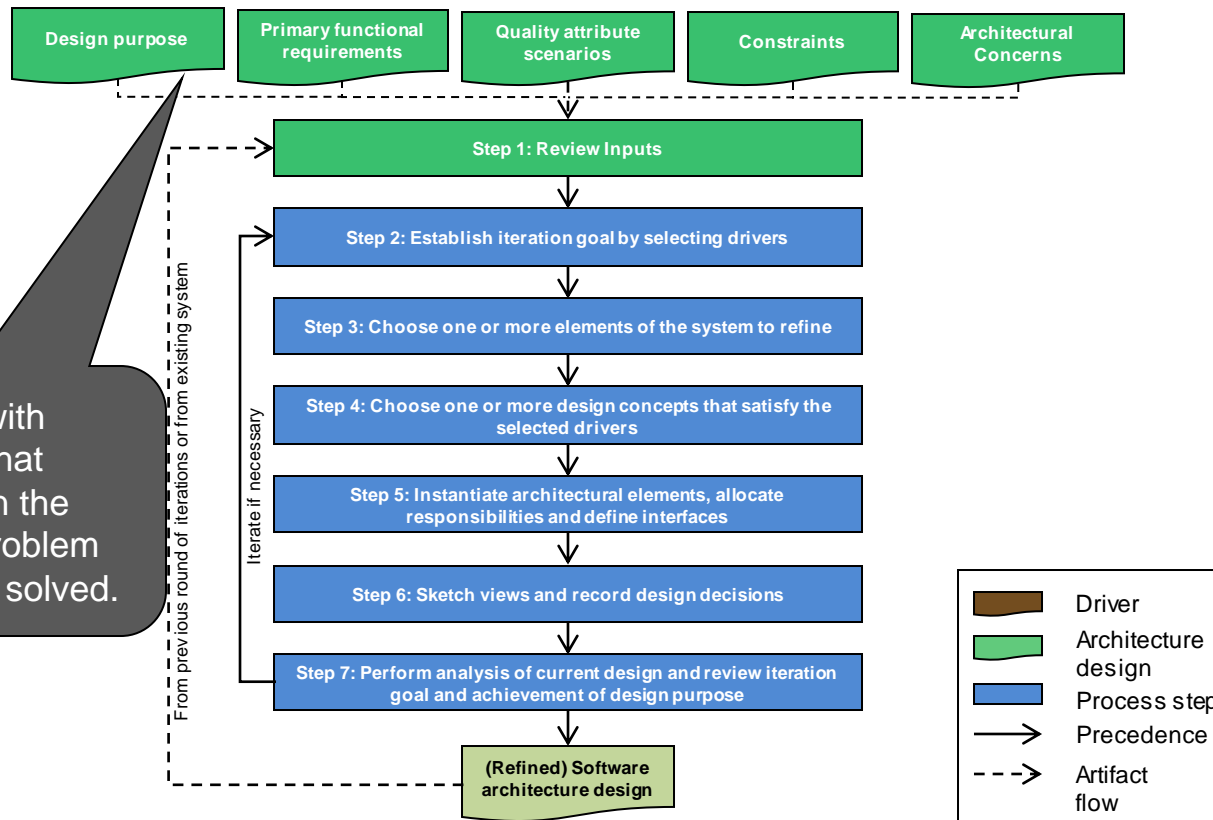 Design purpose
Primary functional
requirements
Quality attribute
scenarios
Constraints
Architectural
Concerns
Step 1: Review Inputs
Step 2: Establish iteration goal by selecting drivers
Step 3: Choose one or more elements of the system to refine
Step 4: Choose one or more design concepts that satisfy the
selected drivers
Step 5: Instantiate architectural elements, allocate
responsibilities and define interfaces
Step 6: Sketch views and record design decisions
Step 7: Perform analysis of current design and review iteration
goal and achievement of design purpose
(Refined) Software
architecture design
From previous round of iterations or from existing system
Iterate if necessary
with
hat
the
roblem
solved.
Driver
Architecture
design
Process step
Precedence
Artifact
flow